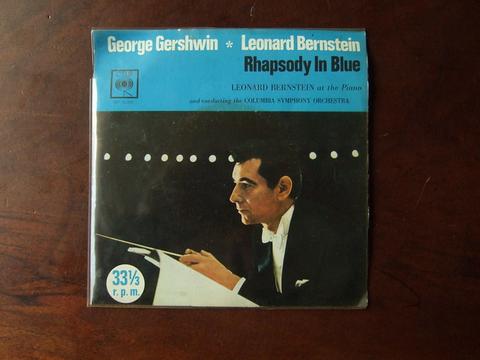 George Gershwin * Leonard Bernstein
Rhapsody In Blue
LEONARD BERNSTEIN at the Piano
and conducting the COLUMBIA SYMPHONY ORCHESTRA
CBS
33⅓
r. p. m.